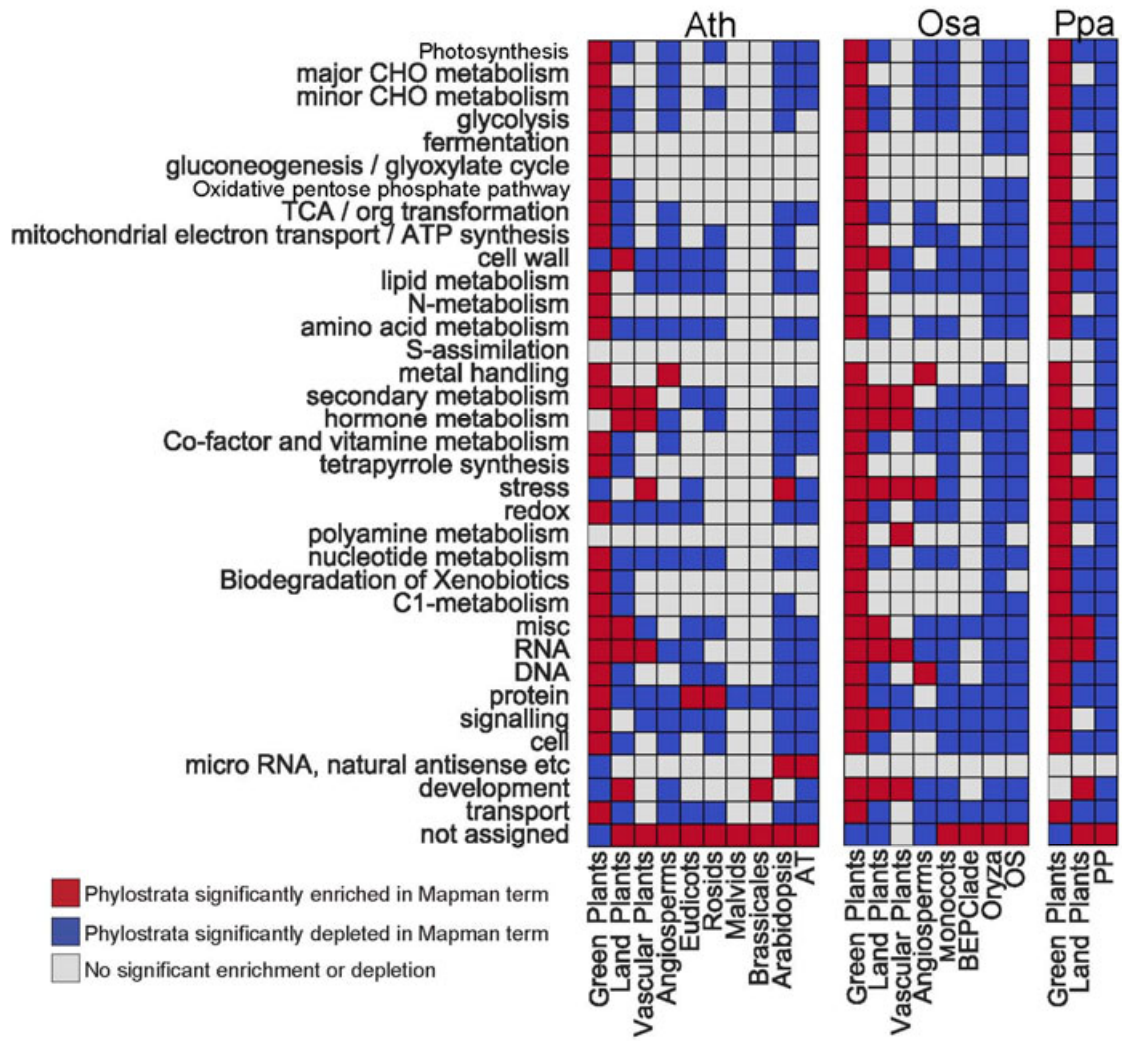 Ath Osa Ppa
Photosynthesis
major CHO metabolism
minor CHO metabolism
glycolysis
fermentation
gluconeogenesis / glyoxylate cycle
Oxidative pentose phosphate pathway
TCA / org transformation
mitochondrial electron transport / ATP synthesis
cell wall
lipid metabolism
N-metabolism
amino acid metabolism
S-assimilation
metal handling
secondary metabolism
hormone metabolism
Co-factor and vitamine metabolism
tetrapyrrole synthesis
stress
redox
polyamine metabolism
nucleotide metabolism
Biodegradation of Xenobiotics
C1-metabolism
misc
RNA
DNA
protein
signalling
cell
micro RNA, natural antisense etc
development
transport
not assigned
Green Plants
Land Plants
Vascular Plants
Angiosperms
Eudicots
Rosids
Malvids
Brassicales
Arabidopsis
AT
Green Plants
Land Plants
Vascular Plants
Angiosperms
Monocots
BEPClade
Oryza
OS
Green Plants
Land Plants
PP
Phylostrata significantly enriched in Mapman term
Phylostrata significantly depleted in Mapman term
No significant enrichment or depletion